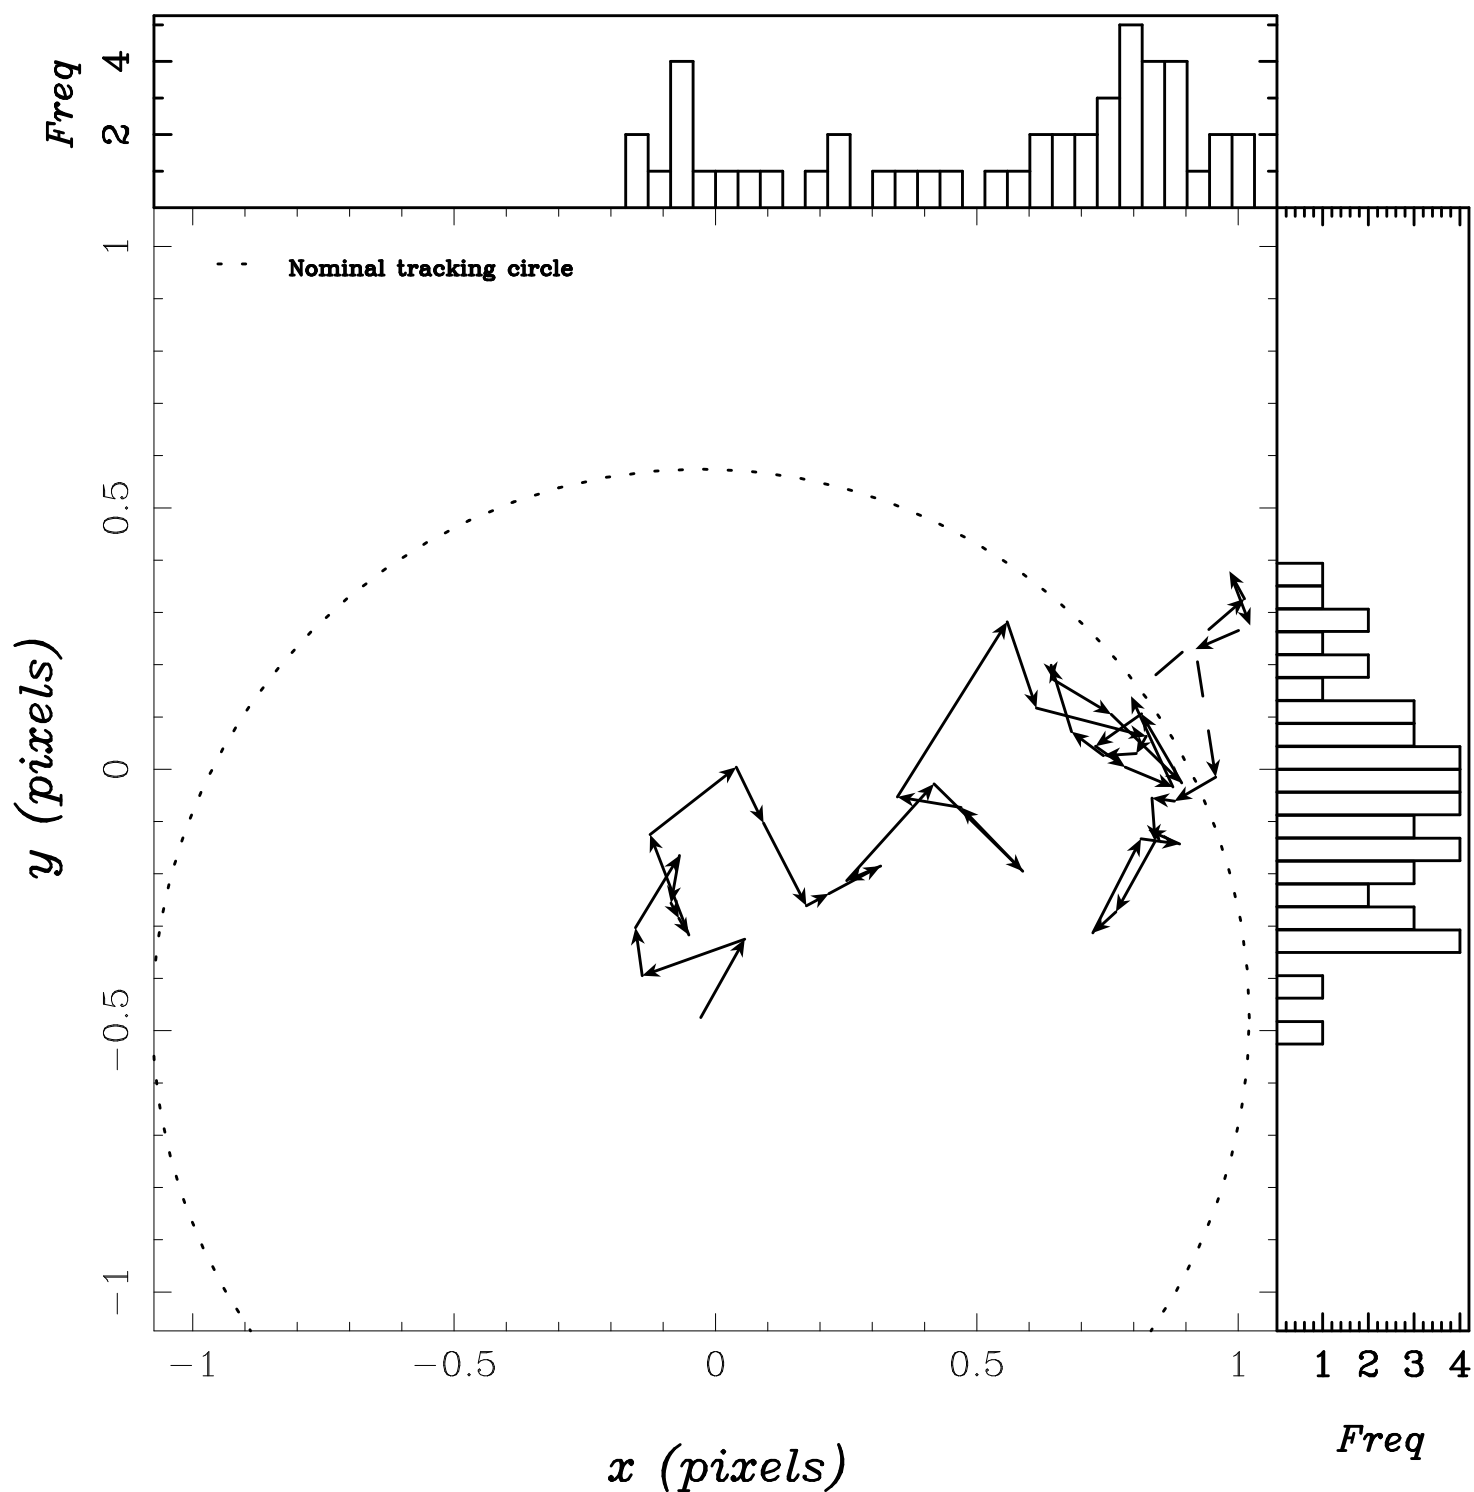 Freq
4
2
Nominal tracking circle
1
0.5
0
−0.5
−1
y (pixels)
−1 −0.5 0 0.5 1
1 2 3 4
x (pixels)
Freq